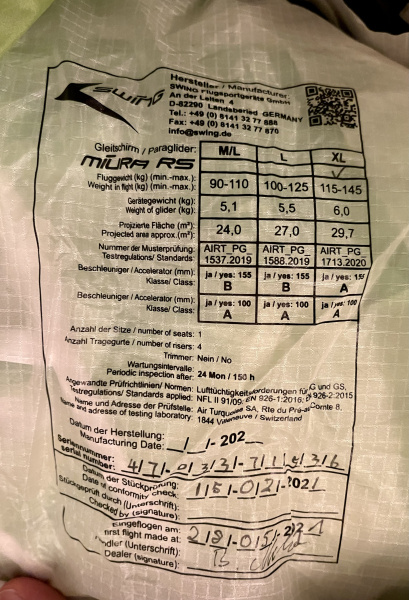 SWING
Hersteller / Manufacturer:
SWING Flugsportgeräte GmbH
An der Leiten 4
D-82290 Landsberied GERMANY
Tel.: +49 (0) 8141 32 77 888
Fax: +49 (0) 8141 32 77 870
info@swing.de
Gleitschirm / Paraglider:
MIURA RS
M/L L XL
Fluggewicht (kg) (min.-max.):
Weight in flight (kg) (min.-max.):
90-110 100-125 115-145
Gerätegewicht (kg):
Weight of glider (kg):
5,1 5,5 6,0
Projizierte Fläche (m²):
Projected area approx.(m²):
24,0 27,0 29,7
Nummer der Musterprüfung:
Testregulations/ Standards:
AIRT_PG_ AIRT_PG_ AIRT_PG_
1537.2019 1588.2019 1713.2020
Beschleuniger / Accelerator (mm):
Klasse/ Class:
ja / yes: 155 ja / yes: 155 ja / yes: 155
B B A
Beschleuniger / Accelerator (mm):
Klasse/ Class:
ja / yes: 100 ja / yes: 100 ja / yes: 100
A A A
Anzahl der Sitze / number of seats: 1
Anzahl Tragegurte / number of risers: 4
Trimmer: Nein / No
Wartungsintervalle:
Periodic inspection after: 24 Mon / 150 h
Angewandte Prüfrichtlinien/ Normen:
Testregulations/ Standards applied:
Lufttüchtigkeitsforderungen für G und GS,
NFL II 91/09, EN 926-1:2016; 926-2:2015
Name und Adresse der Prüfstelle:
Name and adresse of testing laboratory:
Air Turquoise SA, Rte du Pré-au-Comte 8,
1844 Villeneuve / Switzerland
Datum der Herstellung:
Manufacturing Date: _/_/-202_
Seriennummer:
serial number:
Datum der Stückprüfung:
Date of conformity check:
Stückgeprüft durch (Unterschrift):
Checked by (signature):
Eingeflogen am:
first flight made at:
Händler (Unterschrift):
Dealer (signature):